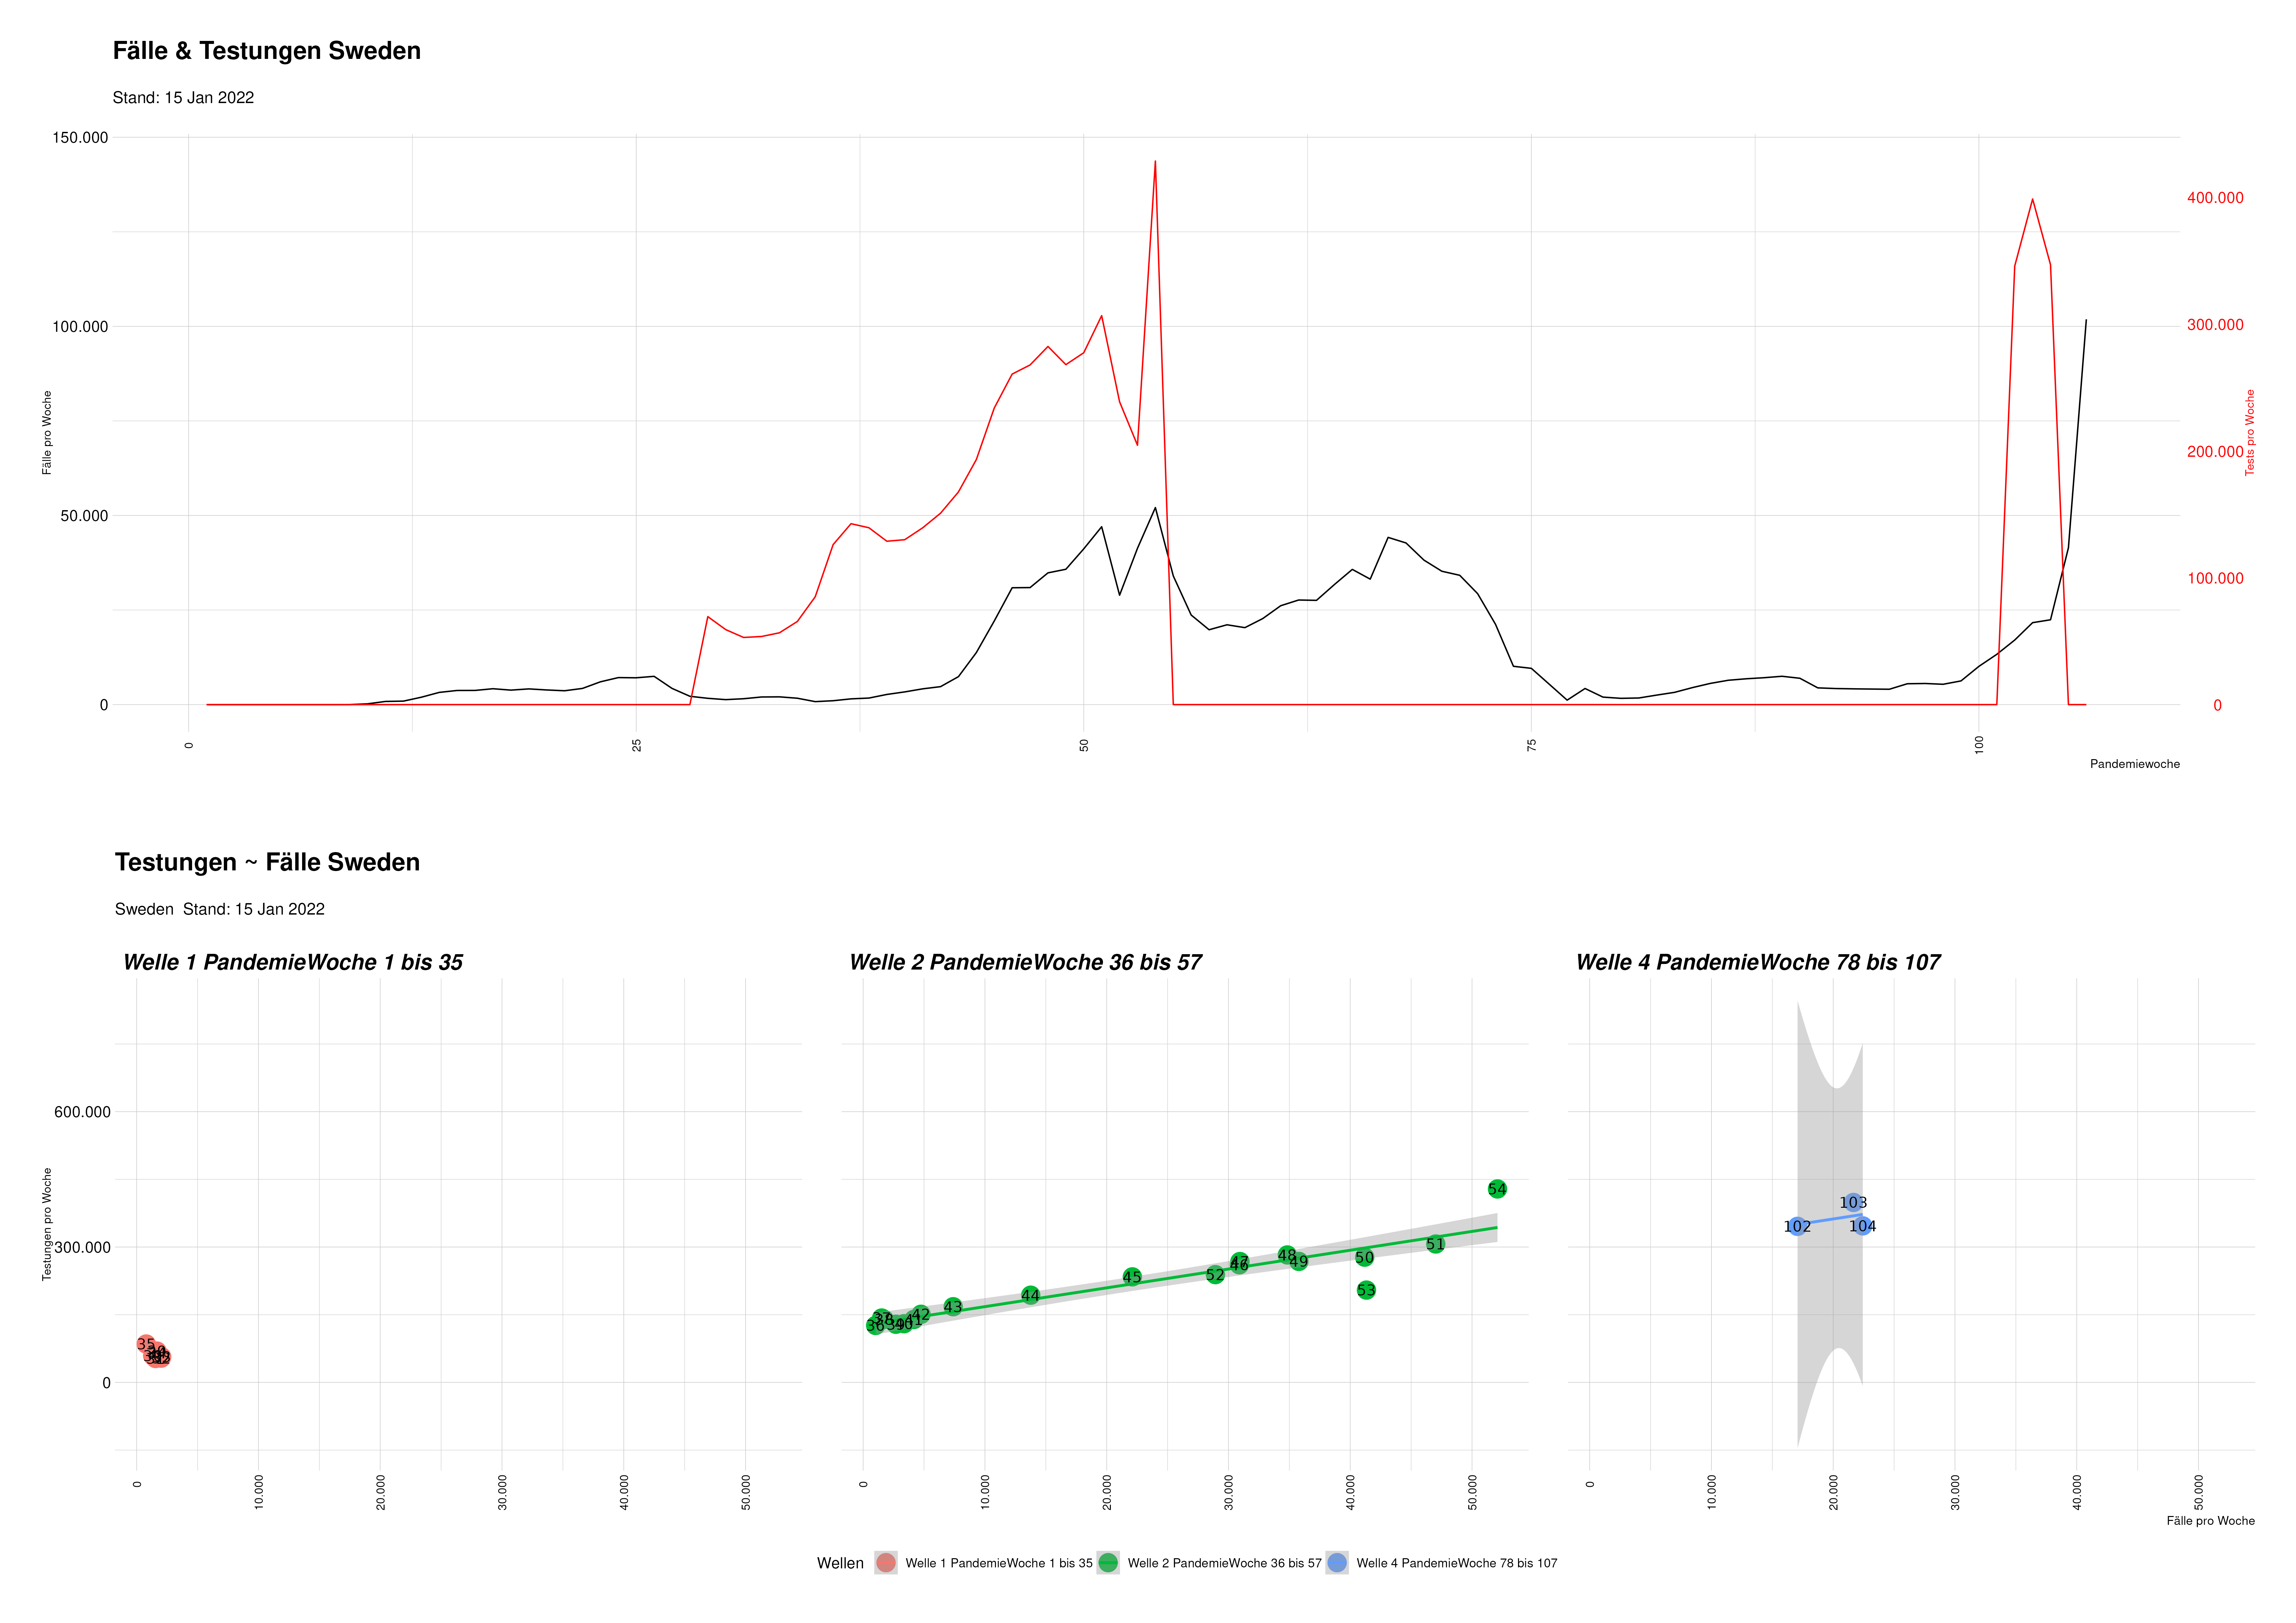 Fälle & Testungen Sweden
Stand: 15 Jan 2022
150.000
100.000
50.000
0
Fälle pro Woche
400.000
300.000
200.000
100.000
0
Tests pro Woche
0 25 50 75 100
Pandemiewoche
Testungen ~ Fälle Sweden
Sweden Stand: 15 Jan 2022
Welle 1 PandemieWoche 1 bis 35
Welle 2 PandemieWoche 36 bis 57
Welle 4 PandemieWoche 78 bis 107
600.000
300.000
0
Testungen pro Woche
35
36
42
43
44
45
52
48
49
50
53
51
54
102
103
104
0 10.000 20.000 30.000 40.000 50.000
0 10.000 20.000 30.000 40.000 50.000
0 10.000 20.000 30.000 40.000 50.000
Fälle pro Woche
Wellen Welle 1 PandemieWoche 1 bis 35 Welle 2 PandemieWoche 36 bis 57 Welle 4 PandemieWoche 78 bis 107